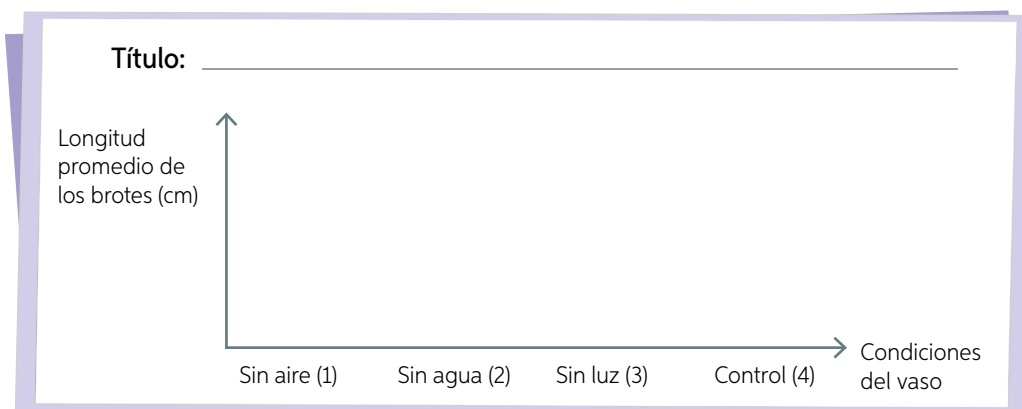 Título:
Longitud
promedio de
los brotes (cm)
Sin aire (1) Sin agua (2) Sin luz (3) Control (4)
Condiciones
del vaso